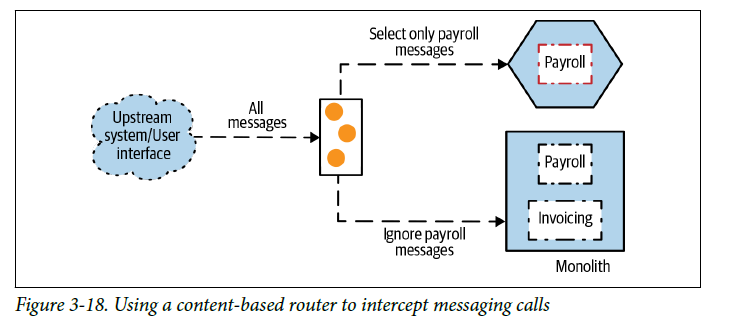 Select only payroll
messages
Payroll
All
messages
Upstream
system/User
interface
Payroll
Invoicing
Ignore payroll
messages
Monolith
Figure 3-18. Using a content-based router to intercept messaging calls